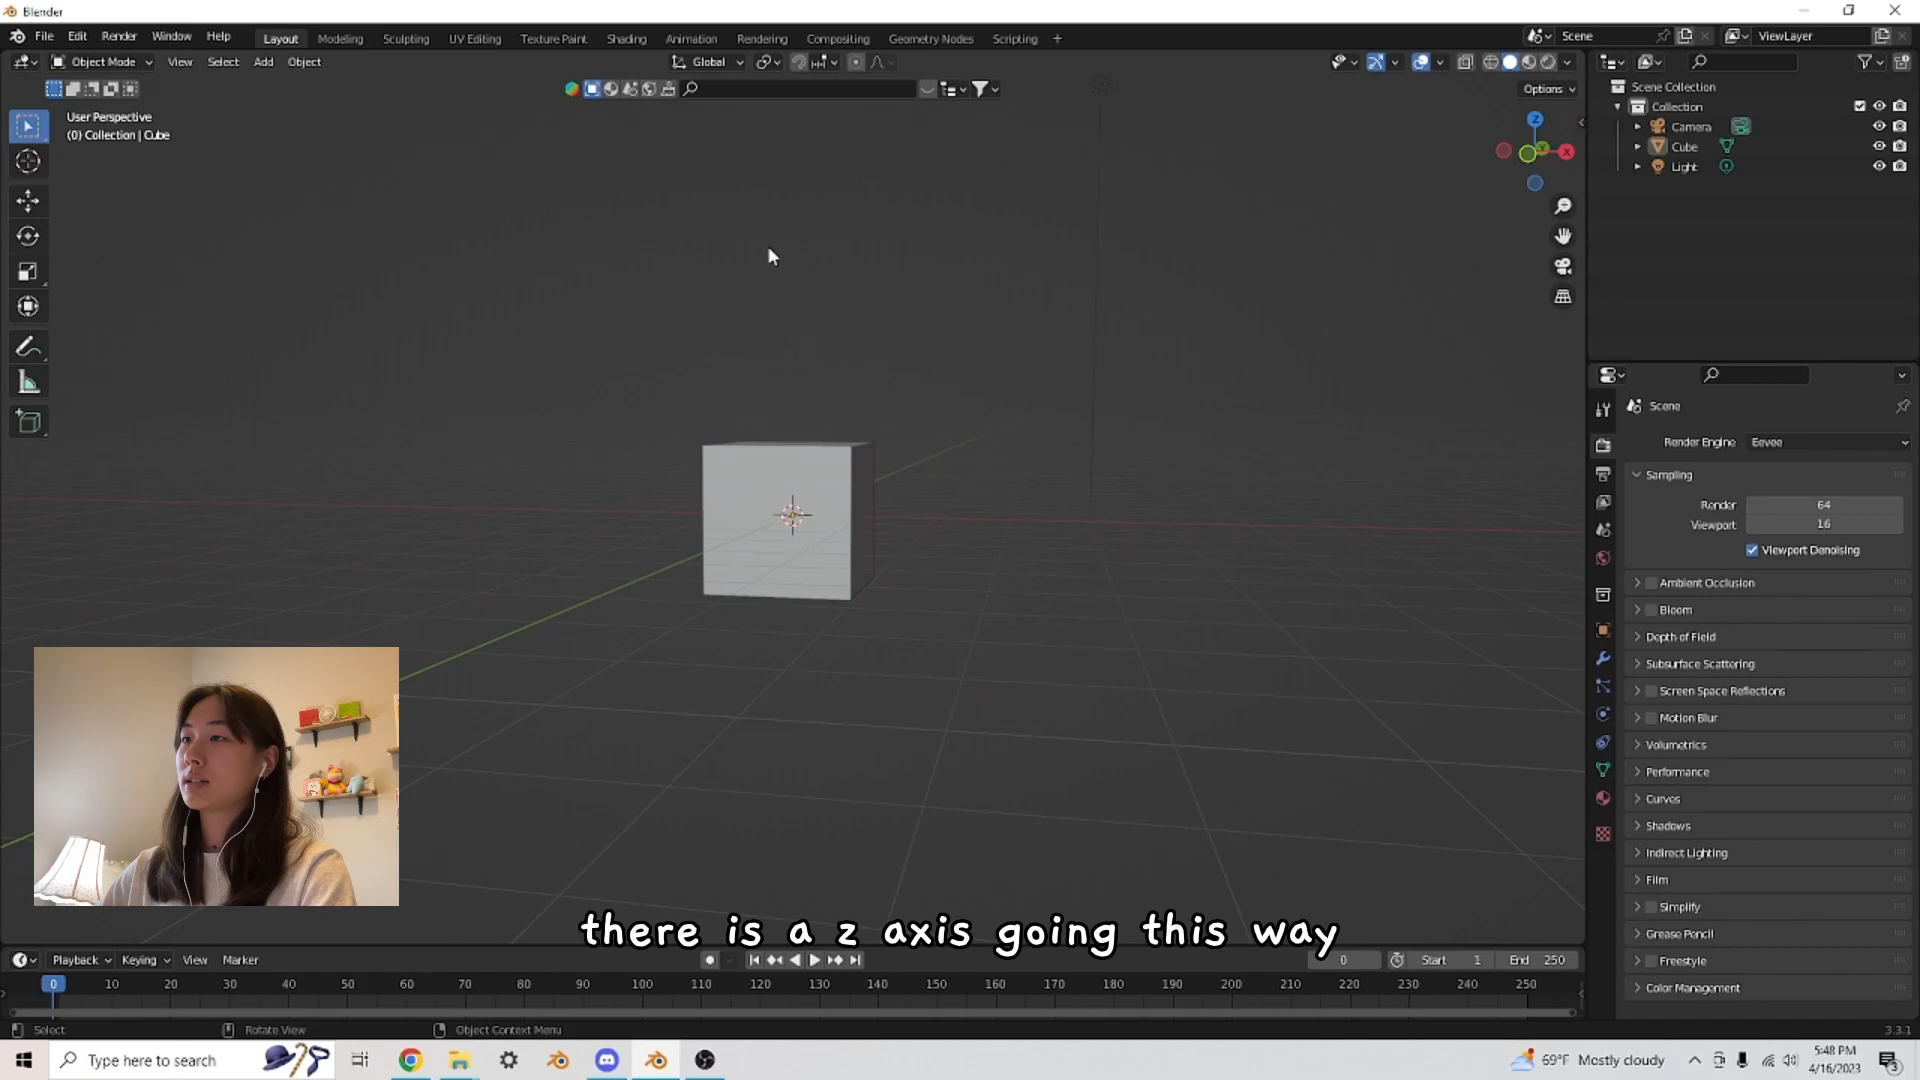 Blender
File Edit Render Window Help
Layout Modeling Sculpting UV Editing Texture Paint Shading Animation Rendering Compositing Geometry Nodes Scripting +
Scene
ViewLayer
Object Mode View Select Add Object
Global
Options
User Perspective
(0) Collection | Cube
Z
X
Scene Collection
Collection
Camera
Cube
Light
Scene
Render Engine Eevee
Sampling
Render 64
Viewport 16
Viewport Denoising
Ambient Occlusion
Bloom
Depth of Field
Subsurface Scattering
Screen Space Reflections
Motion Blur
Volumetrics
Performance
Curves
Shadows
Indirect Lighting
Film
Simplify
Grease Pencil
Freestyle
Color Management
there is a z axis going this way
Playback Keying View Marker
0 Start 1 End 250
0 10 20 30 40 50 60 70 80 90 100 110 120 130 140 150 160 170 180 190 200 210 220 230 240 250
Select Rotate View Object Context Menu
3.3.1
Type here to search
69°F Mostly cloudy
5:48 PM
4/16/2023
3